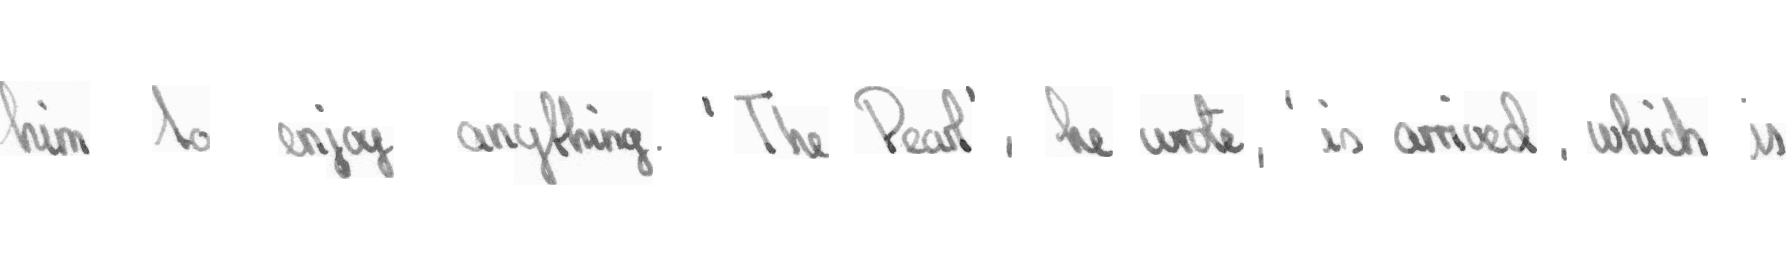 him to enjoy anything. 'The Pearl', he wrote, 'is arrived, which is